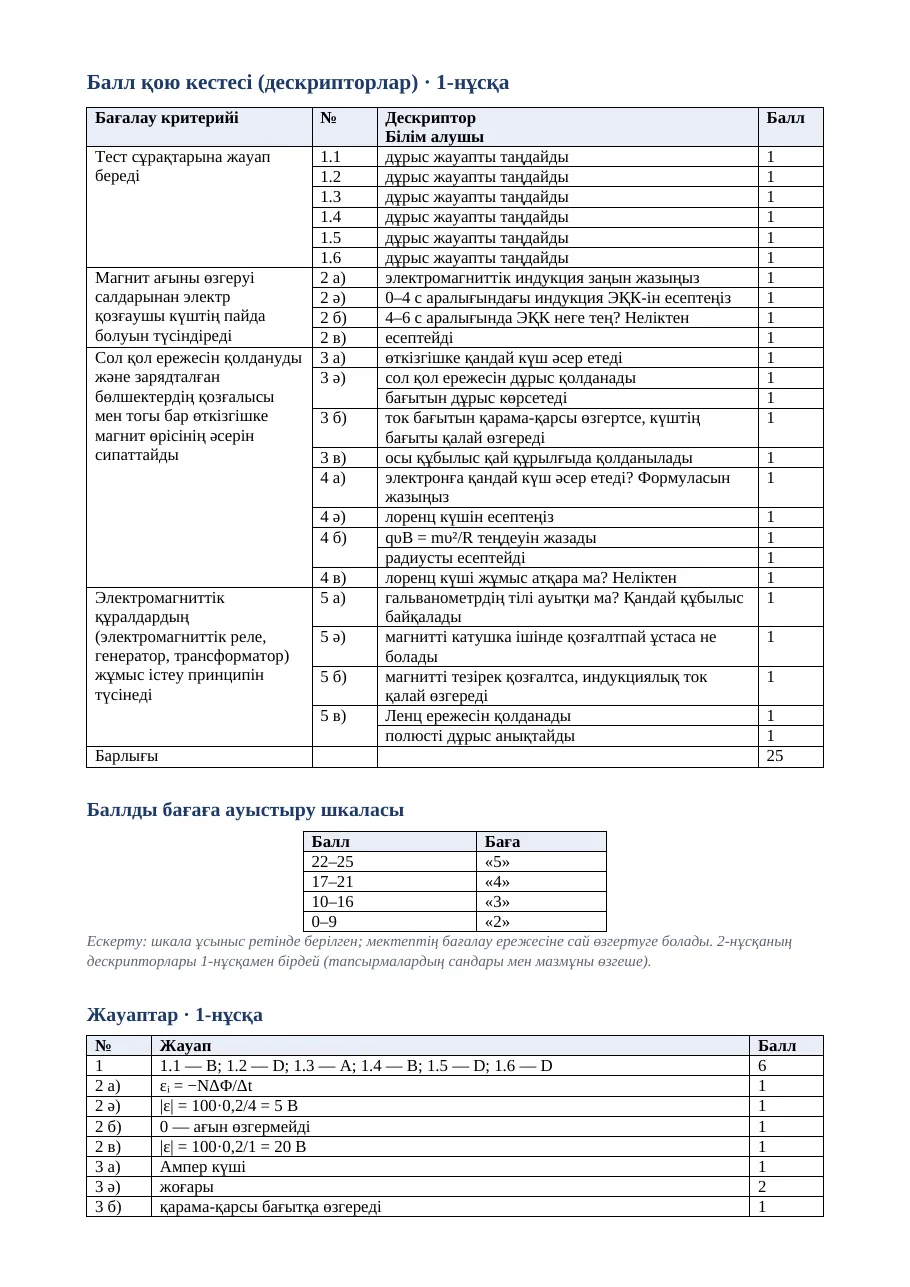 Балл қою кестесі (дескрипторлар) · 1-нұсқа
Бағалау критерийі № Дескриптор Балл
Білім алушы
Тест сұрақтарына жауап 1.1 дұрыс жауапты таңдайды 1
береді 1.2 дұрыс жауапты таңдайды 1
1.3 дұрыс жауапты таңдайды 1
1.4 дұрыс жауапты таңдайды 1
1.5 дұрыс жауапты таңдайды 1
1.6 дұрыс жауапты таңдайды 1
Магнит ағыны өзгеруі 2 а) электромагниттік индукция заңын жазыңыз 1
салдарынан электр 2 ә) 0–4 с аралығындағы индукция ЭҚК-ін есептеңіз 1
қозғаушы күштің пайда 2 б) 4–6 с аралығында ЭҚК неге тең? Неліктен 1
болуын түсіндіреді 2 в) есептейді 1
Сол қол ережесін қолдануды 3 а) өткізгішке қандай күш әсер етеді 1
және зарядталған 3 ә) сол қол ережесін дұрыс қолданады 1
бөлшектердің қозғалысы бағытын дұрыс көрсетеді 1
мен тогы бар өткізгішке 3 б) ток бағытын қарама-қарсы өзгертсе, күштің 1
магнит өрісінің әсерін бағыты қалай өзгереді
сипаттайды 3 в) осы құбылыс қай құрылғыда қолданылады 1
4 а) электронға қандай күш әсер етеді? Формуласын 1
жазыңыз
4 ә) лоренц күшін есептеңіз 1
4 б) qυB = mυ²/R теңдеуін жазады 1
радиусты есептейді 1
4 в) лоренц күші жұмыс атқара ма? Неліктен 1
Электромагниттік 5 а) гальванометрдің тілі ауытқи ма? Қандай құбылыс 1
құралдардың байқалады
(электромагниттік реле, 5 ә) магнитті катушка ішінде қозғалтпай ұстаса не 1
генератор, трансформатор) болады
жұмыс істеу принципін 5 б) магнитті тезірек қозғалтса, индукциялық ток 1
түсінеді қалай өзгереді
5 в) Ленц ережесін қолданады 1
полюсті дұрыс анықтайды 1
Барлығы 25
Баллды бағаға ауыстыру шкаласы
Балл Баға
22–25 «5»
17–21 «4»
10–16 «3»
0–9 «2»
Ескерту: шкала ұсыныс ретінде берілген; мектептің бағалау ережесіне сай өзгертуге болады. 2-нұсқаның
дескрипторлары 1-нұсқамен бірдей (тапсырмалардың сандары мен мазмұны өзгеше).
Жауаптар · 1-нұсқа
№ Жауап Балл
1 1.1 — B; 1.2 — D; 1.3 — A; 1.4 — B; 1.5 — D; 1.6 — D 6
2 а) εᵢ = −NΔΦ/Δt 1
2 ә) |ε| = 100·0,2/4 = 5 В 1
2 б) 0 — ағын өзгермейді 1
2 в) |ε| = 100·0,2/1 = 20 В 1
3 а) Ампер күші 1
3 ә) жоғары 2
3 б) қарама-қарсы бағытқа өзгереді 1